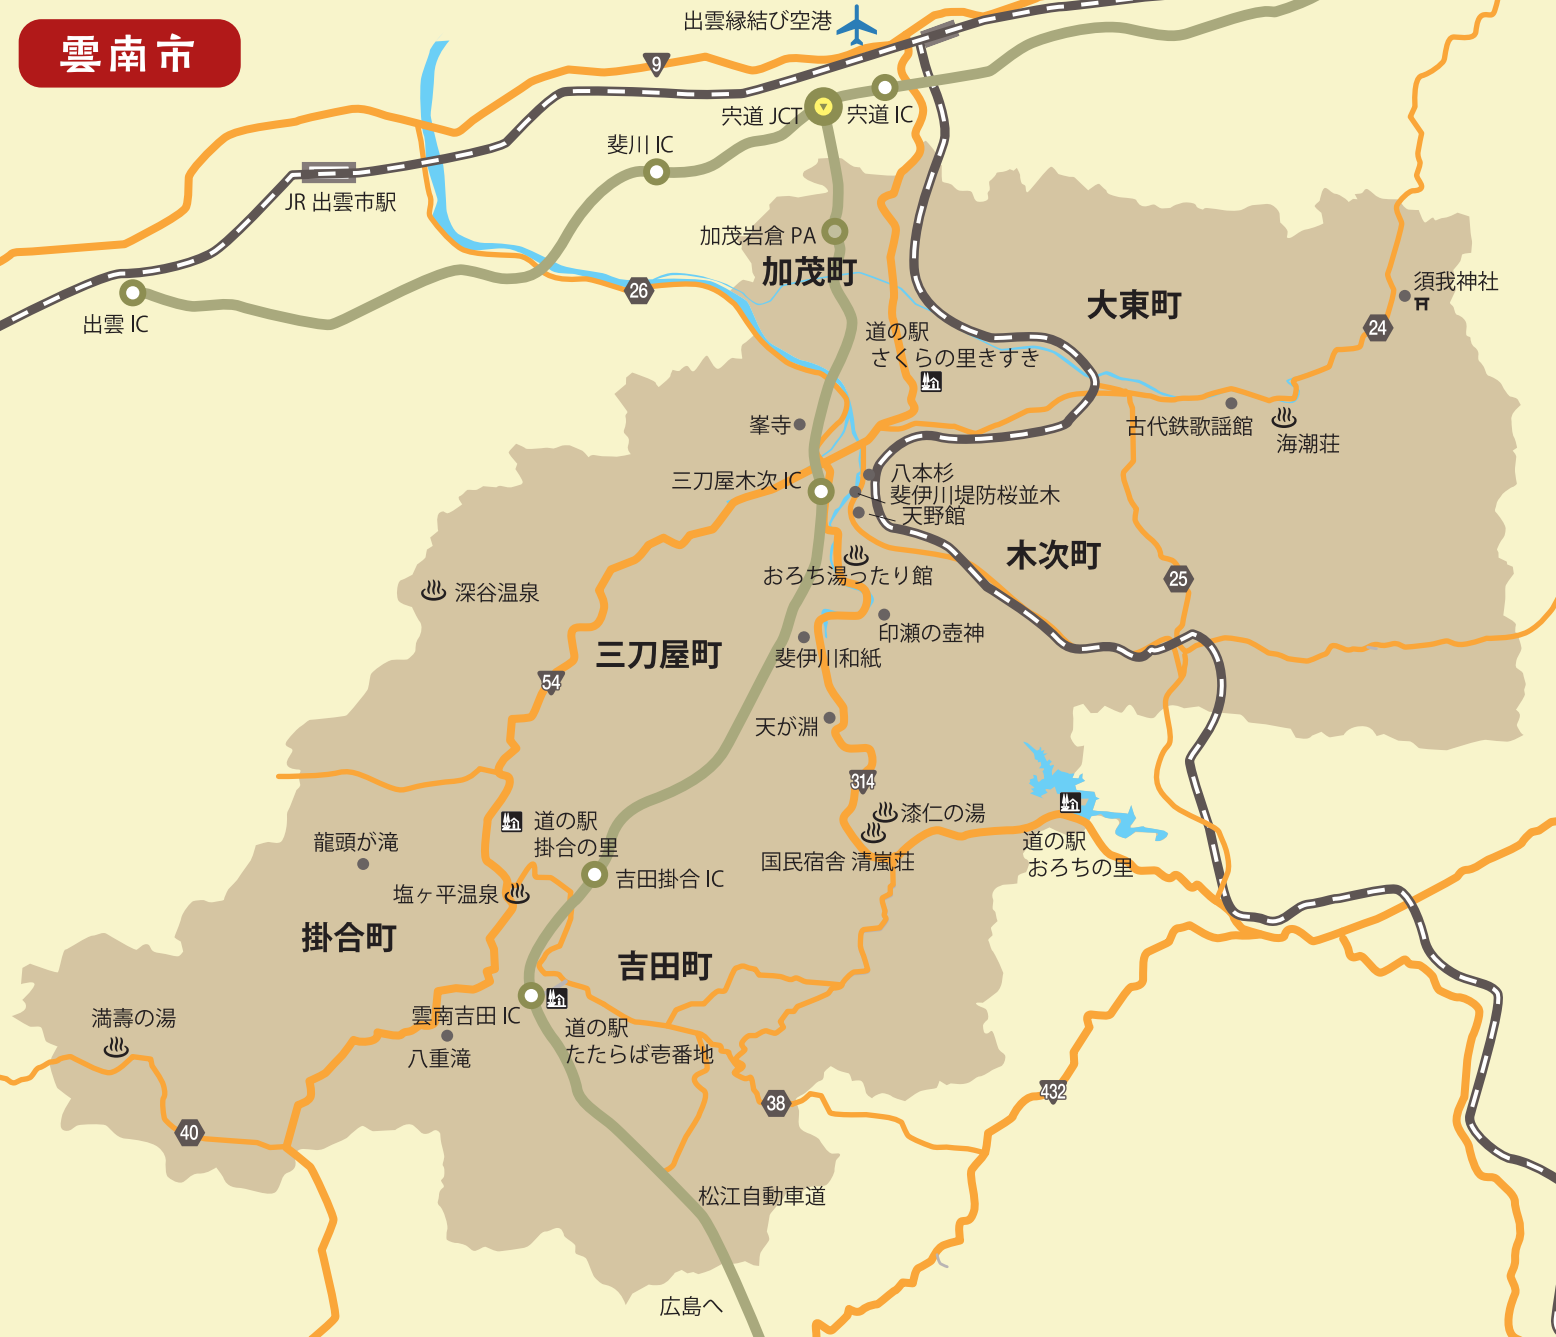 雲南市
出雲縁結び空港
9
宍道 JCT
宍道 IC
斐川 IC
JR 出雲市駅
加茂岩倉 PA
加茂町
26
出雲 IC
大東町
須我神社
24
道の駅
さくらの里きすき
古代鉄歌謡館
海潮荘
峯寺
三刀屋木次 IC
八本杉
斐伊川堤防桜並木
天野館
木次町
おろち湯ったり館
25
深谷温泉
印瀬の壺神
三刀屋町
斐伊川和紙
54
天が淵
314
漆仁の湯
道の駅
掛合の里
国民宿舎 清嵐荘
道の駅
おろちの里
龍頭が滝
吉田掛合 IC
塩ヶ平温泉
掛合町
吉田町
満壽の湯
雲南吉田 IC
道の駅
たたらば壱番地
八重滝
38
432
40
松江自動車道
広島へ